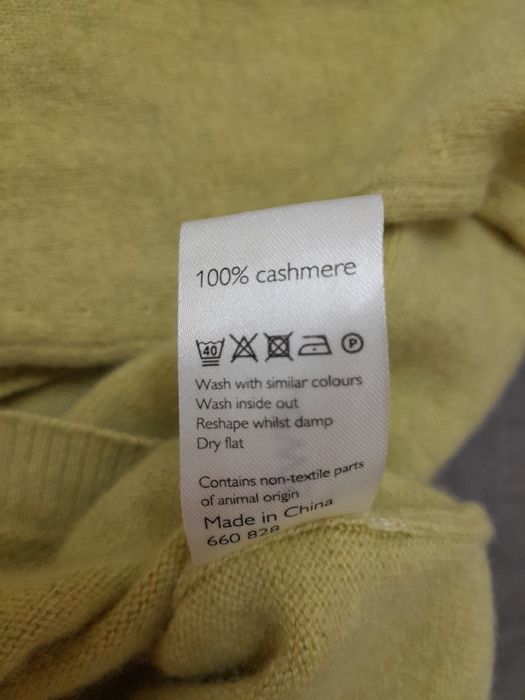 100% cashmere
40 P
Wash with similar colours
Wash inside out
Reshape whilst damp
Dry flat
Contains non-textile parts
of animal origin
Made in China
660 828